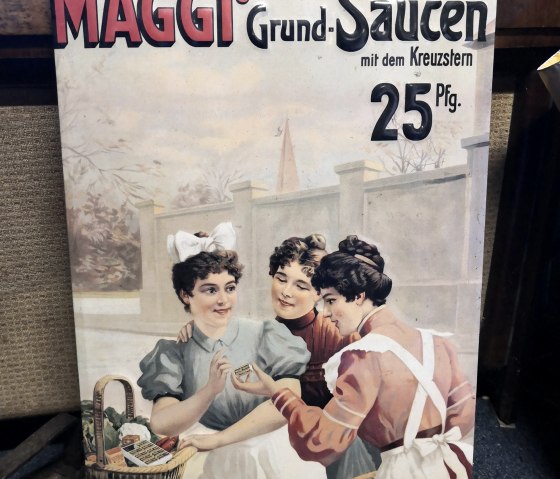 MAGGI's Grund-Saucen
mit dem Kreuzstern
25 Pfg.